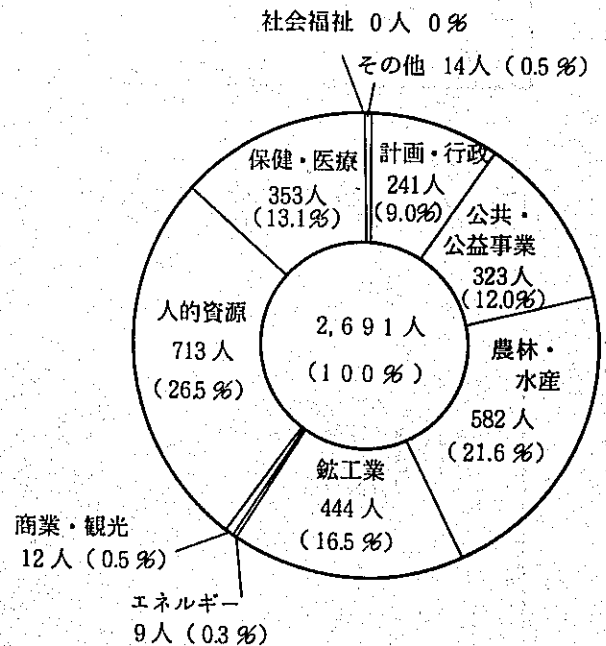 社会福祉 0人 0%
その他 14人 (0.5%)
計画・行政
241人
(9.0%)
公共・
公益事業
323人
(12.0%)
農林・
水産
582人
(21.6%)
鉱工業
444人
(16.5%)
エネルギー
9人 (0.3%)
商業・観光
12人 (0.5%)
人的資源
713人
(26.5%)
保健・医療
353人
(13.1%)
2,691人
(100%)